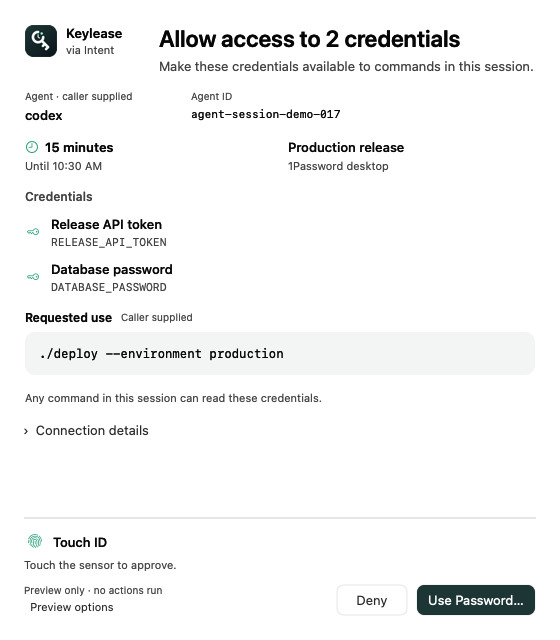 Keylease
via Intent
Allow access to 2 credentials
Make these credentials available to commands in this session.
Agent · caller supplied
codex
Agent ID
agent-session-demo-017
15 minutes
Until 10:30 AM
Production release
1Password desktop
Credentials
Release API token
RELEASE_API_TOKEN
Database password
DATABASE_PASSWORD
Requested use Caller supplied
./deploy --environment production
Any command in this session can read these credentials.
› Connection details
Touch ID
Touch the sensor to approve.
Preview only · no actions run
Preview options
Deny
Use Password...